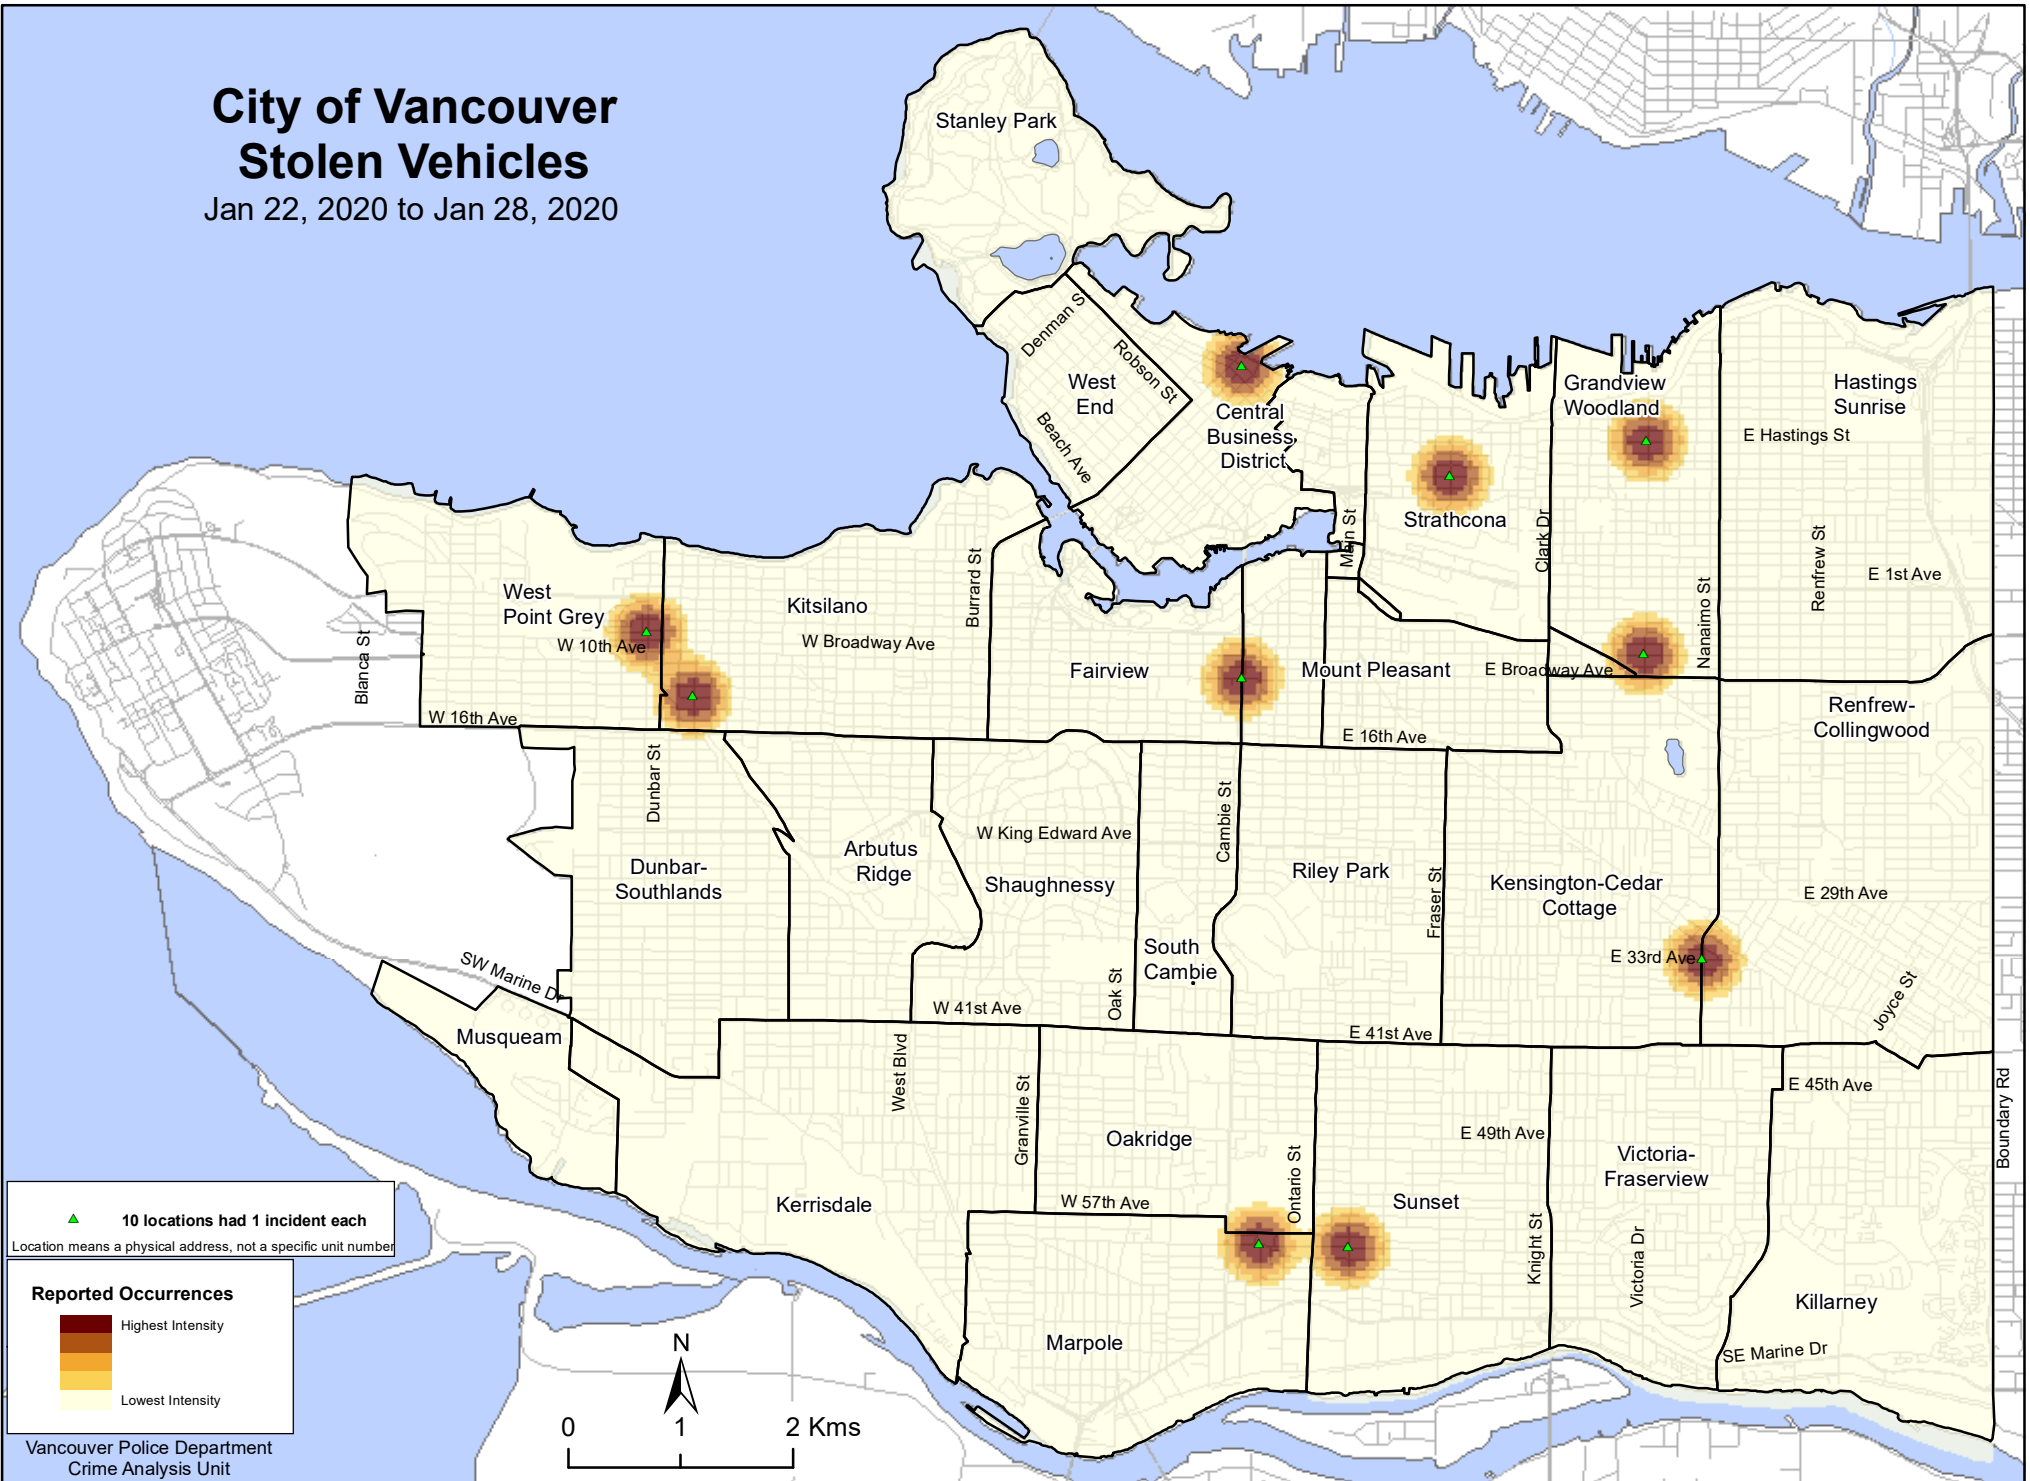 City of Vancouver
Stolen Vehicles
Jan 22, 2020 to Jan 28, 2020
Stanley Park
Denman S
Robson St
West
End
Beach Ave
Central
Business
District
Main St
Strathcona
Clark Dr
Grandview
Woodland
Hastings
Sunrise
E Hastings St
Nanaimo St
Renfrew St
E 1st Ave
West
Point Grey
W 10th Ave
Blanca St
W 16th Ave
Kitsilano
W Broadway Ave
Burrard St
Fairview
Mount Pleasant
E Broadway Ave
E 16th Ave
Renfrew-
Collingwood
Dunbar St
Dunbar-
Southlands
Arbutus
Ridge
W King Edward Ave
Shaughnessy
Cambie St
South
Cambie
Oak St
Riley Park
Fraser St
Kensington-Cedar
Cottage
E 29th Ave
E 33rd Ave
Joyce St
SW Marine Dr
Musqueam
W 41st Ave
E 41st Ave
West Blvd
Granville St
Oakridge
W 57th Ave
Ontario St
E 49th Ave
E 45th Ave
Boundary Rd
Victoria-
Fraserview
Sunset
Knight St
Victoria Dr
Kerrisdale
Marpole
Killarney
SE Marine Dr
10 locations had 1 incident each
Location means a physical address, not a specific unit number
Reported Occurrences
Highest Intensity
Lowest Intensity
Vancouver Police Department
Crime Analysis Unit
N
0 1 2 Kms